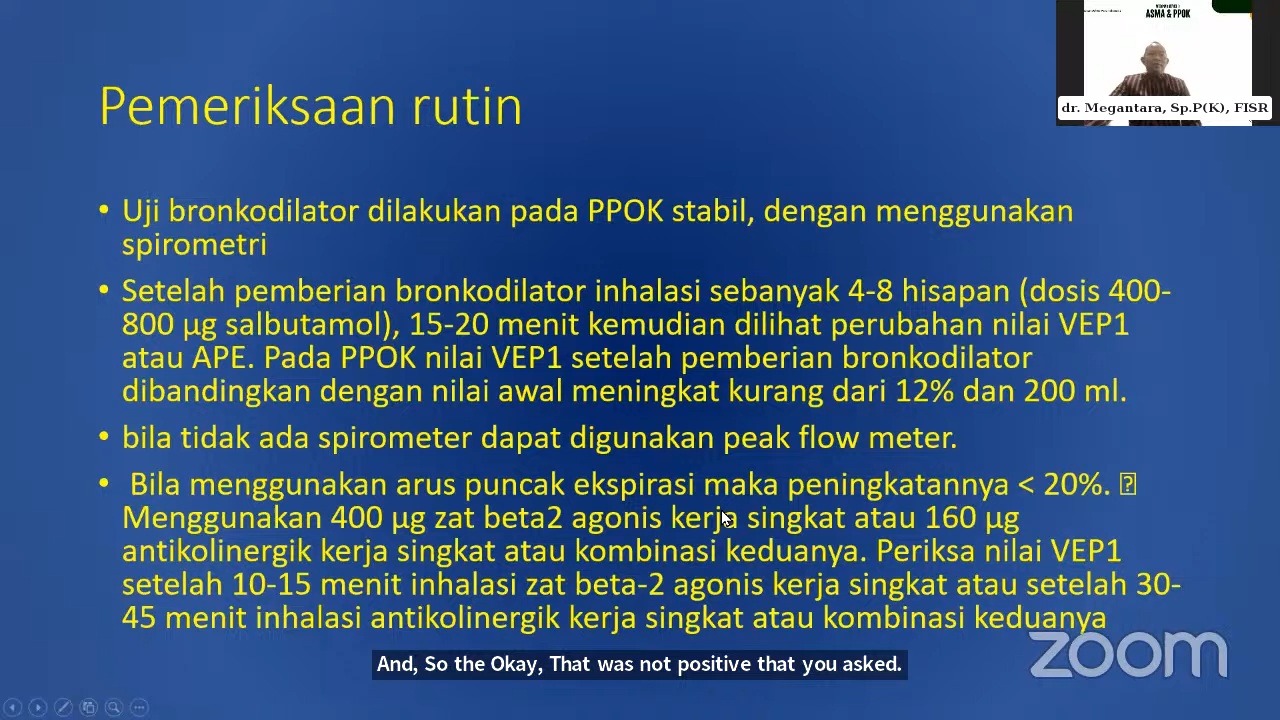 ASMA & PPOK
dr. Megantara, Sp.P(K), FISR
Pemeriksaan rutin
• Uji bronkodilator dilakukan pada PPOK stabil, dengan menggunakan
spirometri
• Setelah pemberian bronkodilator inhalasi sebanyak 4-8 hisapan (dosis 400-
800 µg salbutamol), 15-20 menit kemudian dilihat perubahan nilai VEP1
atau APE. Pada PPOK nilai VEP1 setelah pemberian bronkodilator
dibandingkan dengan nilai awal meningkat kurang dari 12% dan 200 ml.
• bila tidak ada spirometer dapat digunakan peak flow meter.
• Bila menggunakan arus puncak ekspirasi maka peningkatannya < 20%. ⍰
Menggunakan 400 µg zat beta2 agonis kerja singkat atau 160 µg
antikolinergik kerja singkat atau kombinasi keduanya. Periksa nilai VEP1
setelah 10-15 menit inhalasi zat beta-2 agonis kerja singkat atau setelah 30-
45 menit inhalasi antikolinergik kerja singkat atau kombinasi keduanya
zoom
And, So the Okay, That was not positive that you asked.